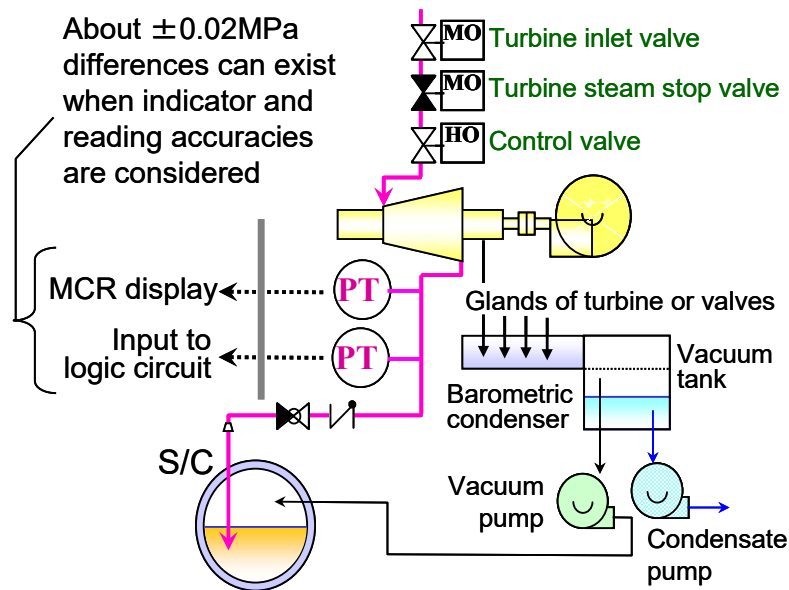 About ±0.02MPa
differences can exist
when indicator and
reading accuracies
are considered
MO
Turbine inlet valve
MO
Turbine steam stop valve
HO
Control valve
MCR display
PT
Input to
logic circuit
PT
Glands of turbine or valves
Vacuum
tank
Barometric
condenser
S/C
Vacuum
pump
Condensate
pump